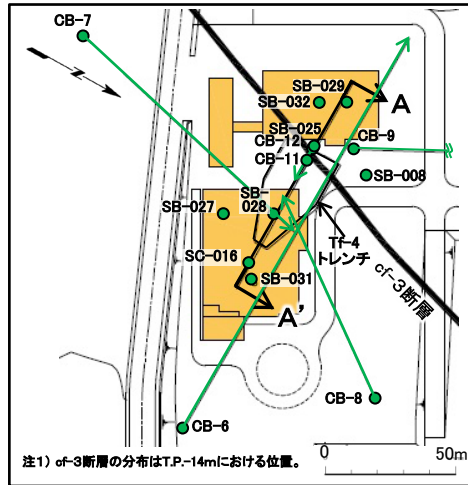 CB-7
SB-029
SB-032
A
SB-025
CB-12
CB-9
CB-11
SB-008
SB-
028
SB-027
Tf-4
トレンチ
SC-016
cf-3断層
SB-031
A’
CB-8
CB-6
注1) cf-3断層の分布はT.P.-14mにおける位置。
0 50m